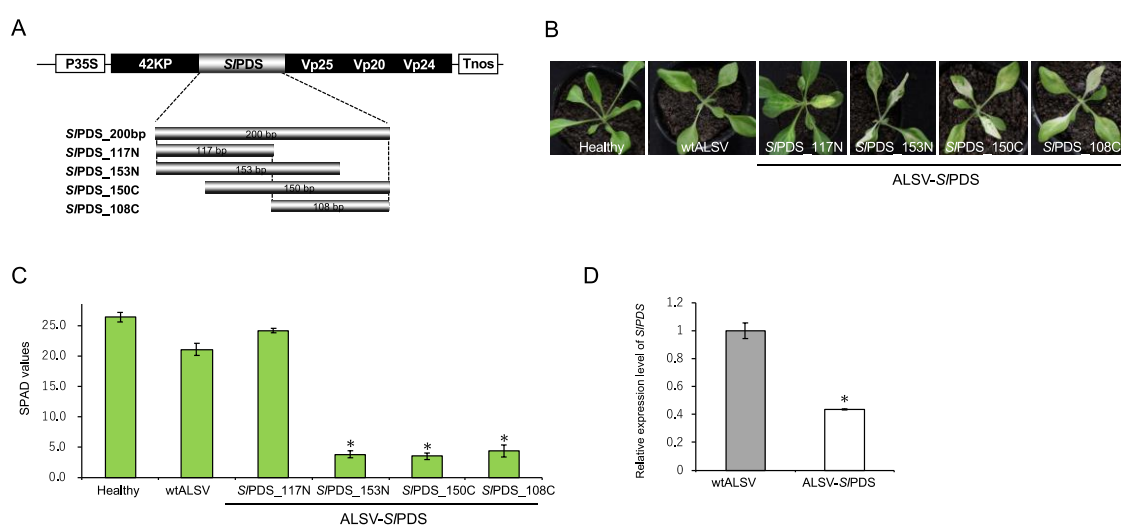 A
P35S 42KP SlPDS Vp25 Vp20 Vp24 Tnos
SlPDS_200bp 200 bp
SlPDS_117N 117 bp
SlPDS_153N 153 bp
SlPDS_150C 150 bp
SlPDS_108C 108 bp
B
Healthy wtALSV SlPDS_117N SlPDS_153N SlPDS_150C SlPDS_108C
ALSV-SlPDS
C
SPAD values
25.0
20.0
15.0
10.0
5.0
0.0
* * *
Healthy wtALSV SlPDS_117N SlPDS_153N SlPDS_150C SlPDS_108C
ALSV-SlPDS
D
Relative expression level of SlPDS
1.2
1
0.8
0.6
0.4
0.2
0
*
wtALSV ALSV-SlPDS